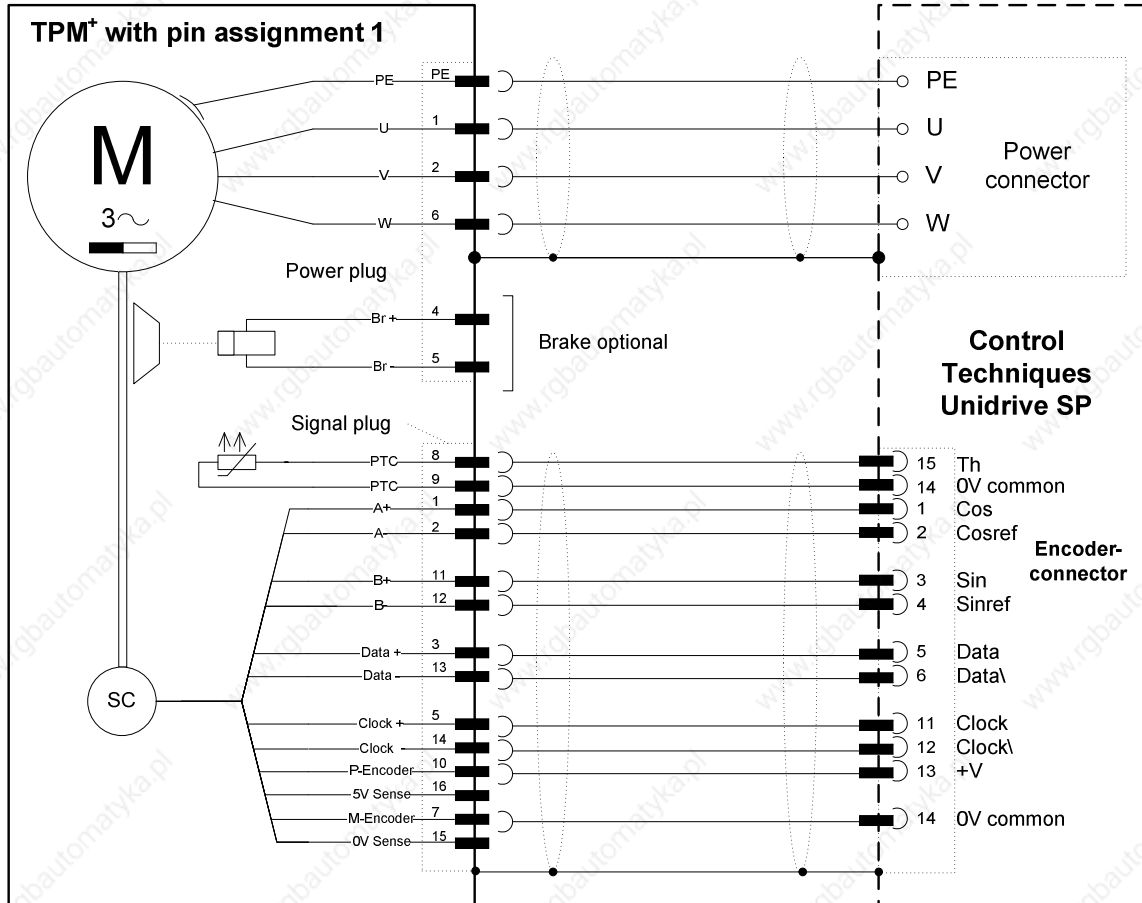 TPM+ with pin assignment 1
M
3
PE PE PE
U 1 U
V 2 V
W 6 W
Power connector
Power plug
Br + 4
Br - 5
Brake optional
Control
Techniques
Unidrive SP
Signal plug
PTC 8 15 Th
PTC 9 14 0V common
A+ 1 1 Cos
A- 2 2 Cosref
Encoder-
connector
B+ 11 3 Sin
B- 12 4 Sinref
Data + 3 5 Data
Data - 13 6 Data\
SC
Clock + 5 11 Clock
Clock - 14 12 Clock\
P-Encoder 10 13 +V
5V Sense 16
M-Encoder 7 14 0V common
0V Sense 15
www.rgbautomatyka.pl